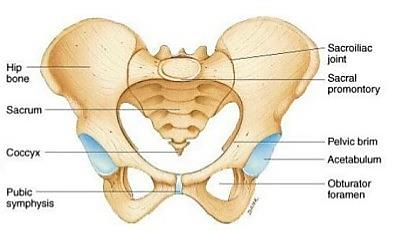 Hip
bone
Sacrum
Coccyx
Pubic
symphysis
Sacroiliac
joint
Sacral
promontory
Pelvic brim
Acetabulum
Obturator
foramen